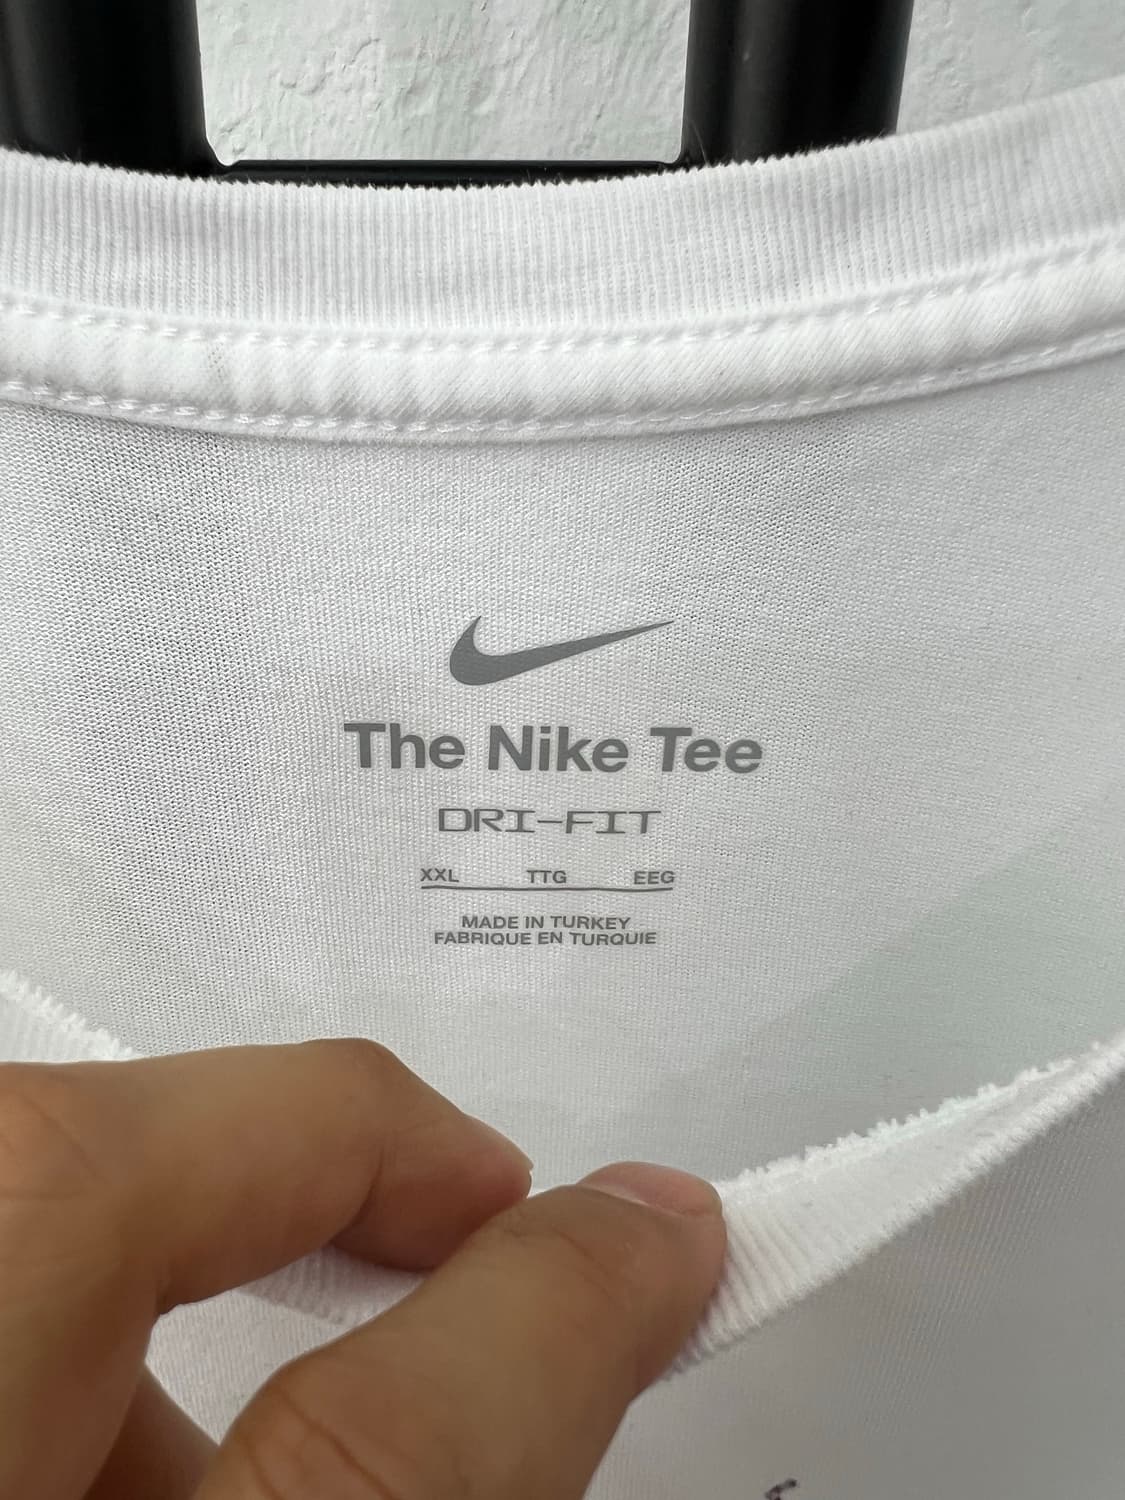 The Nike Tee
DRI-FIT
XXL TTG EEG
MADE IN TURKEY
FABRIQUE EN TURQUIE